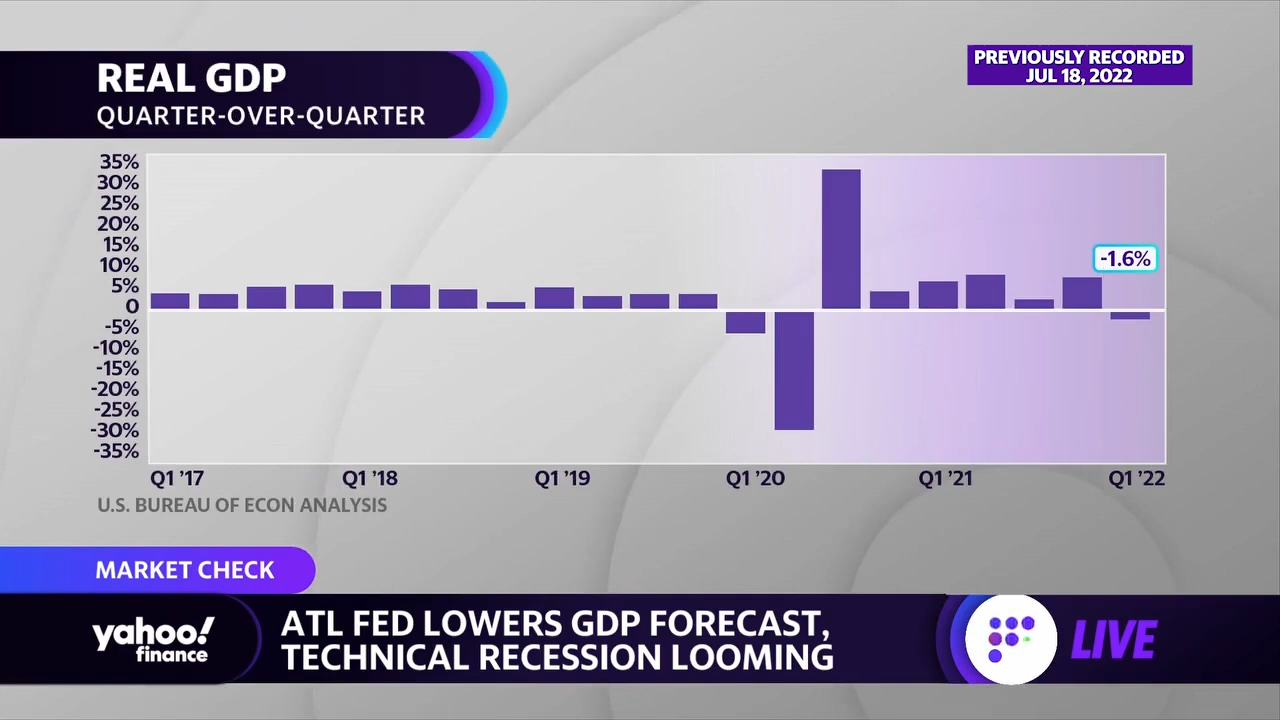 REAL GDP
QUARTER-OVER-QUARTER
PREVIOUSLY RECORDED
JUL 18, 2022
35%
30%
25%
20%
15%
10%
5%
0
-5%
-10%
-15%
-20%
-25%
-30%
-35%
-1.6%
Q1 ’17 Q1 ’18 Q1 ’19 Q1 ’20 Q1 ’21 Q1 ’22
U.S. BUREAU OF ECON ANALYSIS
MARKET CHECK
yahoo!
finance
ATL FED LOWERS GDP FORECAST,
TECHNICAL RECESSION LOOMING
LIVE